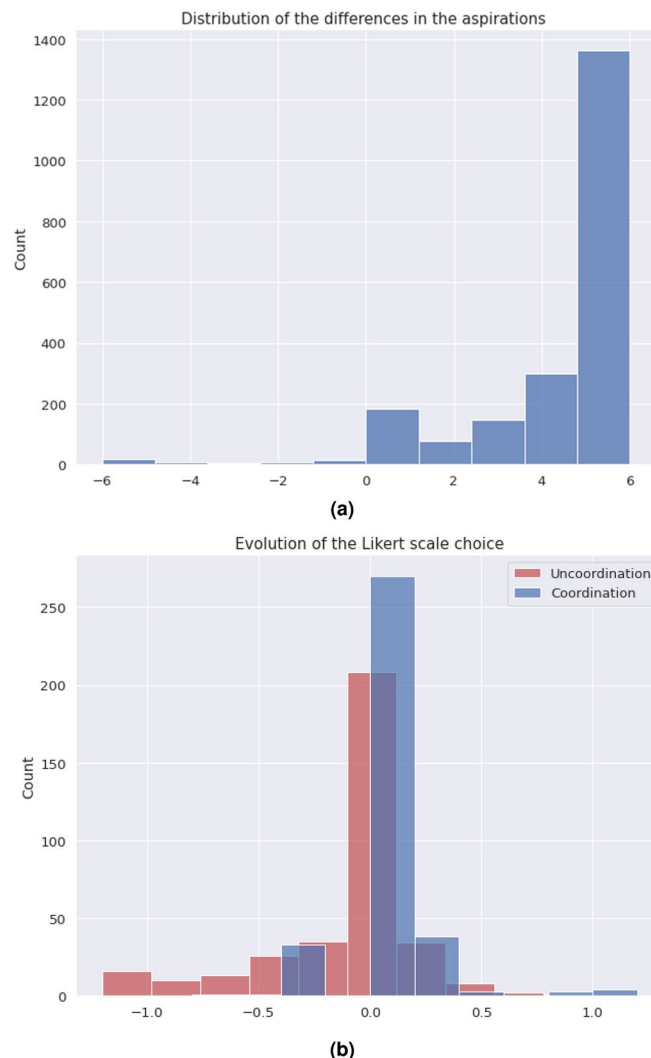 Distribution of the differences in the aspirations
1400
1200
1000
800
600
400
200
0
Count
−6 −4 −2 0 2 4 6
(a)
Evolution of the Likert scale choice
Uncoordination
Coordination
250
200
150
100
50
0
Count
−1.0 −0.5 0.0 0.5 1.0
(b)